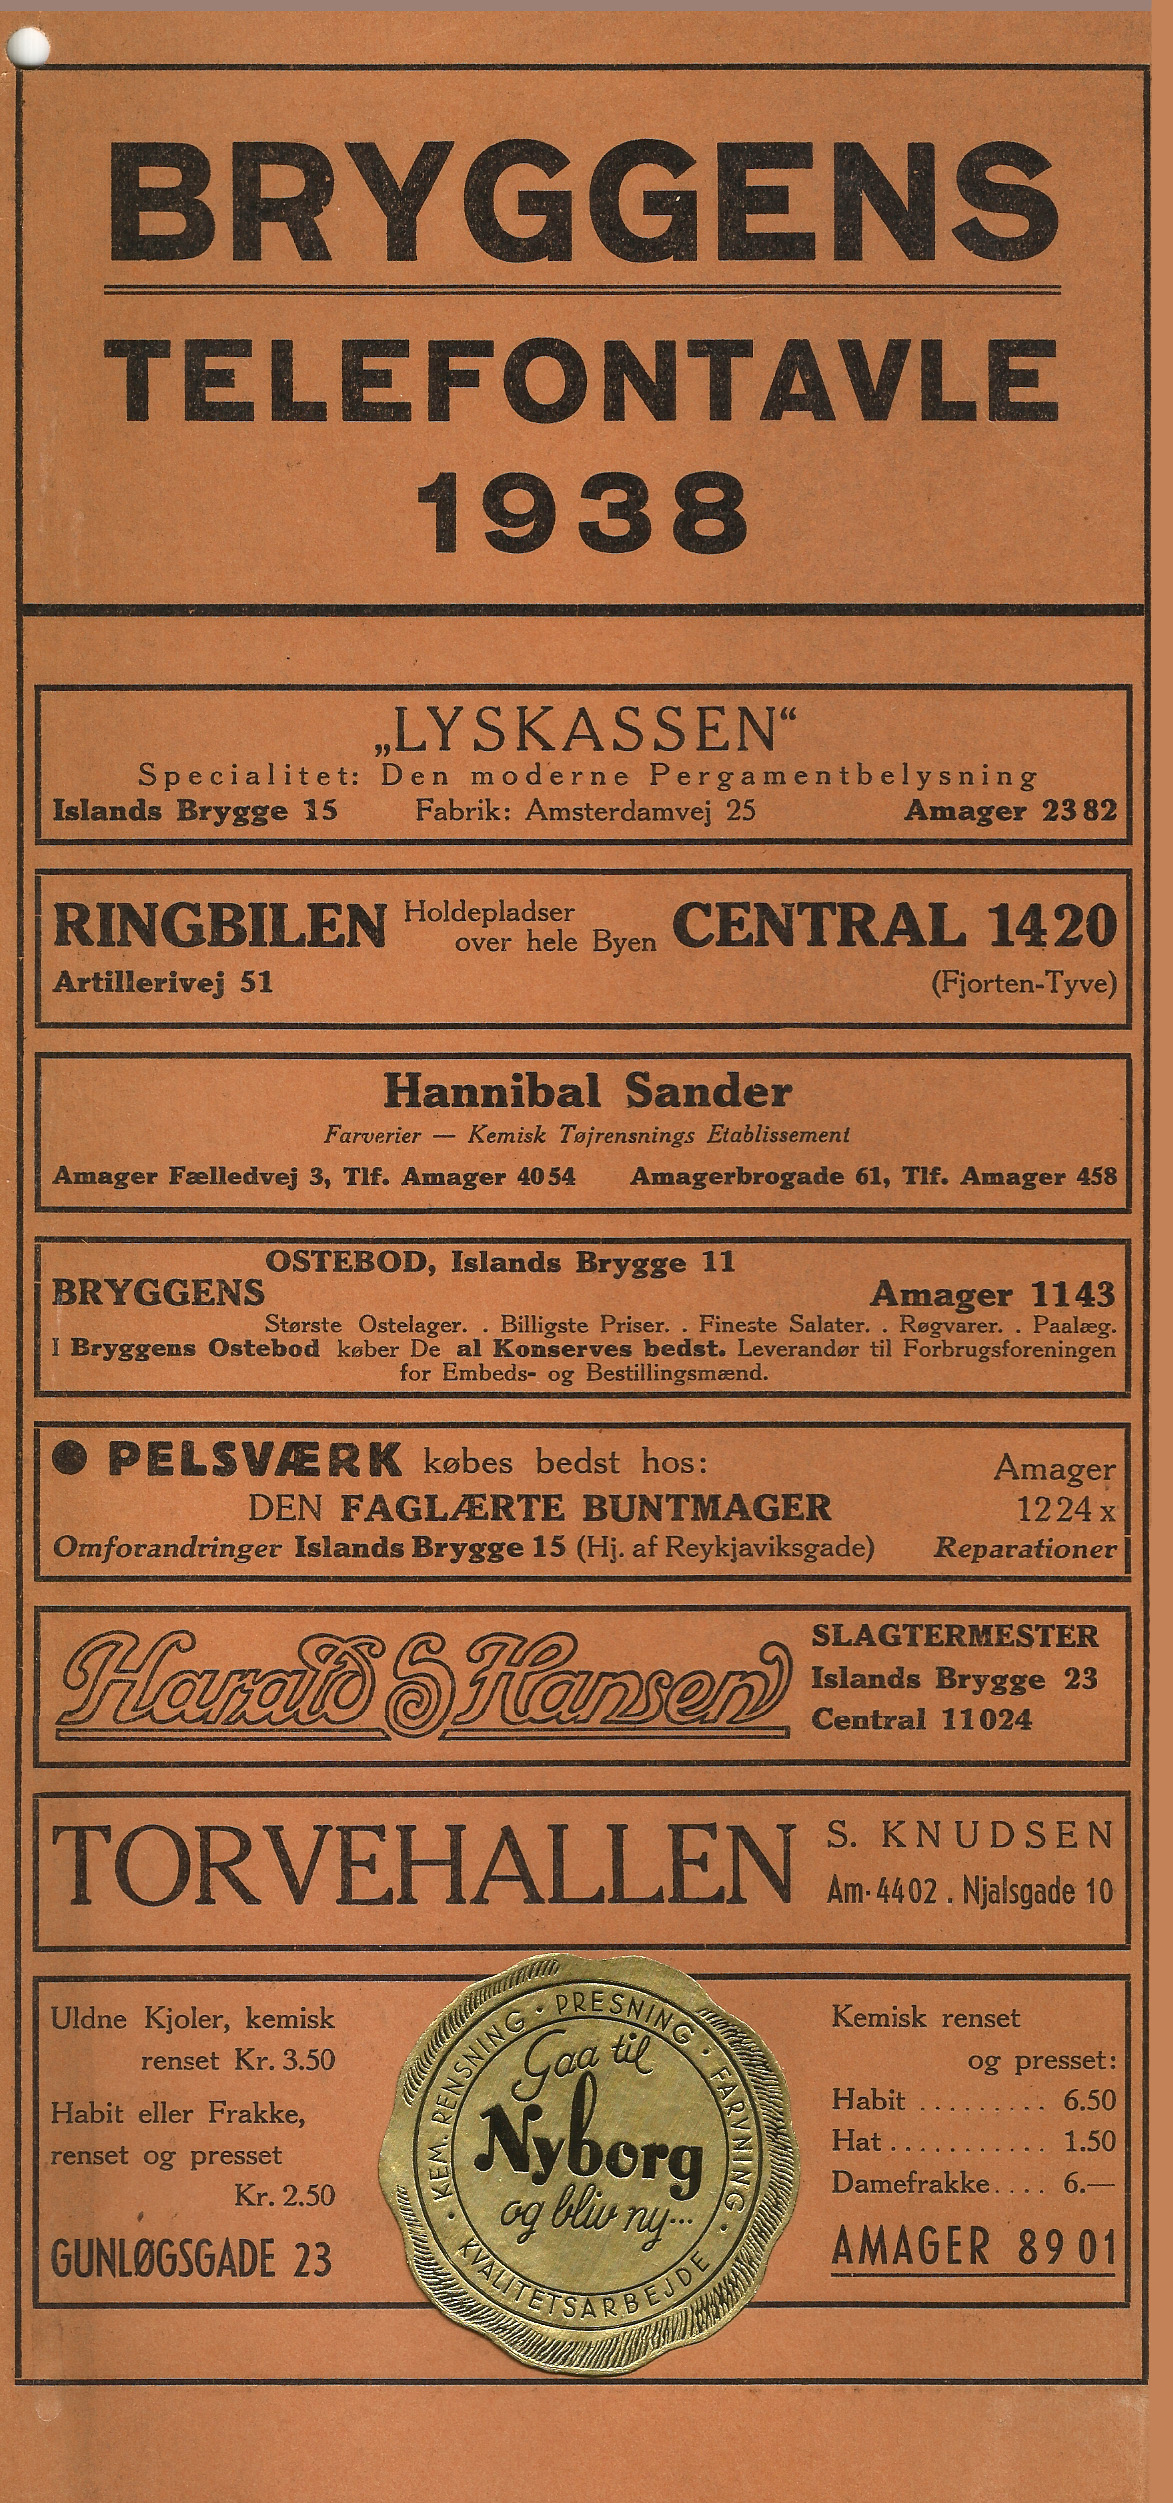 BRYGGENS
TELEFONTAVLE
1938
„LYSKASSEN“
Specialitet: Den moderne Pergamentbelysning
Islands Brygge 15 Fabrik: Amsterdamvej 25 Amager 2382
RINGBILEN Holdepladser over hele Byen CENTRAL 1420
Artillerivej 51 (Fjorten-Tyve)
Hannibal Sander
Farverier — Kemisk Tøjrensnings Etablissement
Amager Fælledvej 3, Tlf. Amager 4054 Amagerbrogade 61, Tlf. Amager 458
OSTEBOD, Islands Brygge 11
BRYGGENS Amager 1143
Største Ostelager. . Billigste Priser. . Fineste Salater. . Røgvarer. . Paalæg.
I Bryggens Ostebod køber De al Konserves bedst. Leverandør til Forbrugsforeningen
for Embeds- og Bestillingsmænd.
● PELSVÆRK købes bedst hos: Amager
DEN FAGLÆRTE BUNTMAGER 1224 x
Omforandringer Islands Brygge 15 (Hj. af Reykjaviksgade) Reparationer
Harald S Hansen
SLAGTERMESTER
Islands Brygge 23
Central 11024
TORVEHALLEN
S. KNUDSEN
Am. 4402 . Njalsgade 10
Uldne Kjoler, kemisk
renset Kr. 3.50
Habit eller Frakke,
renset og presset
Kr. 2.50
GUNLØGSGADE 23
KEM. RENSNING · PRESNING · FARVNING ·
Gaa til
Nyborg
og bliv ny...
KVALITETSARBEJDE
Kemisk renset
og presset:
Habit ......... 6.50
Hat........... 1.50
Damefrakke.... 6.—
AMAGER 8901